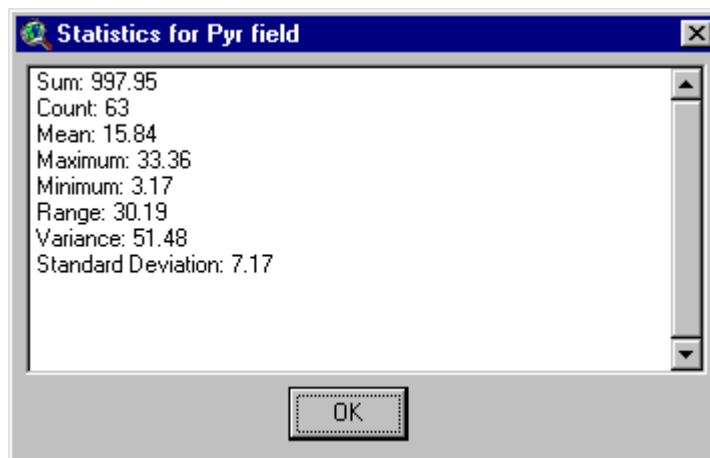 Statistics for Pyr field
Sum: 997.95
Count: 63
Mean: 15.84
Maximum: 33.36
Minimum: 3.17
Range: 30.19
Variance: 51.48
Standard Deviation: 7.17
OK